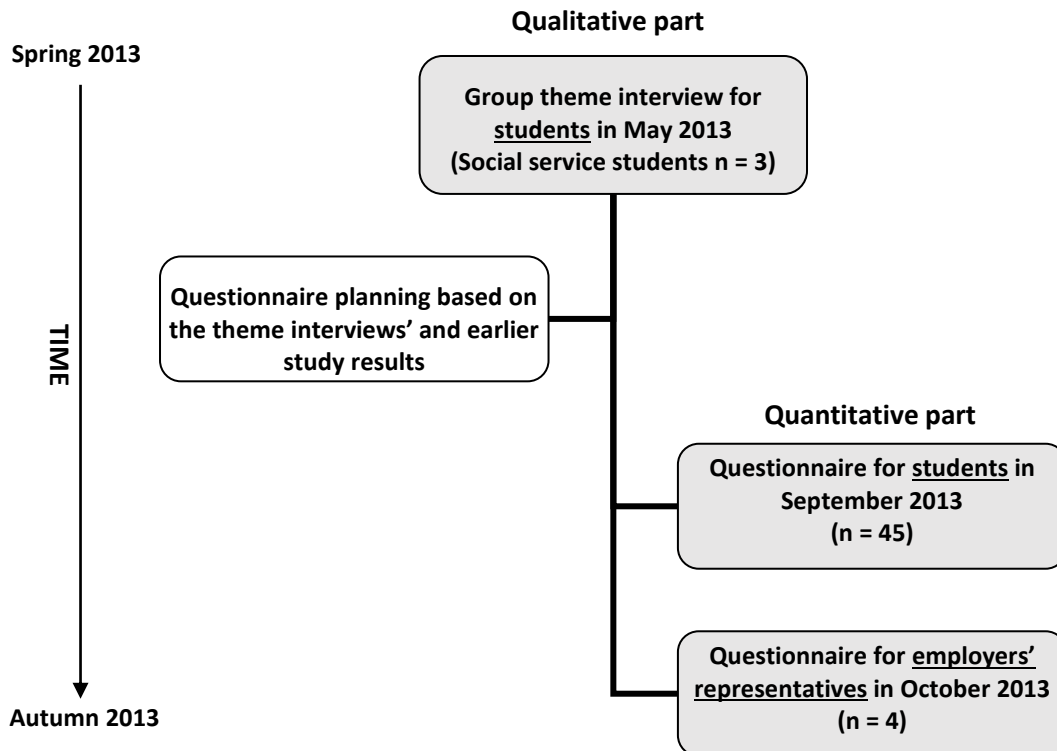 Qualitative part
Spring 2013
Group theme interview for
students in May 2013
(Social service students n = 3)
Questionnaire planning based on
the theme interviews’ and earlier
study results
TIME
Quantitative part
Questionnaire for students in
September 2013
(n = 45)
Questionnaire for employers’
representatives in October 2013
(n = 4)
Autumn 2013